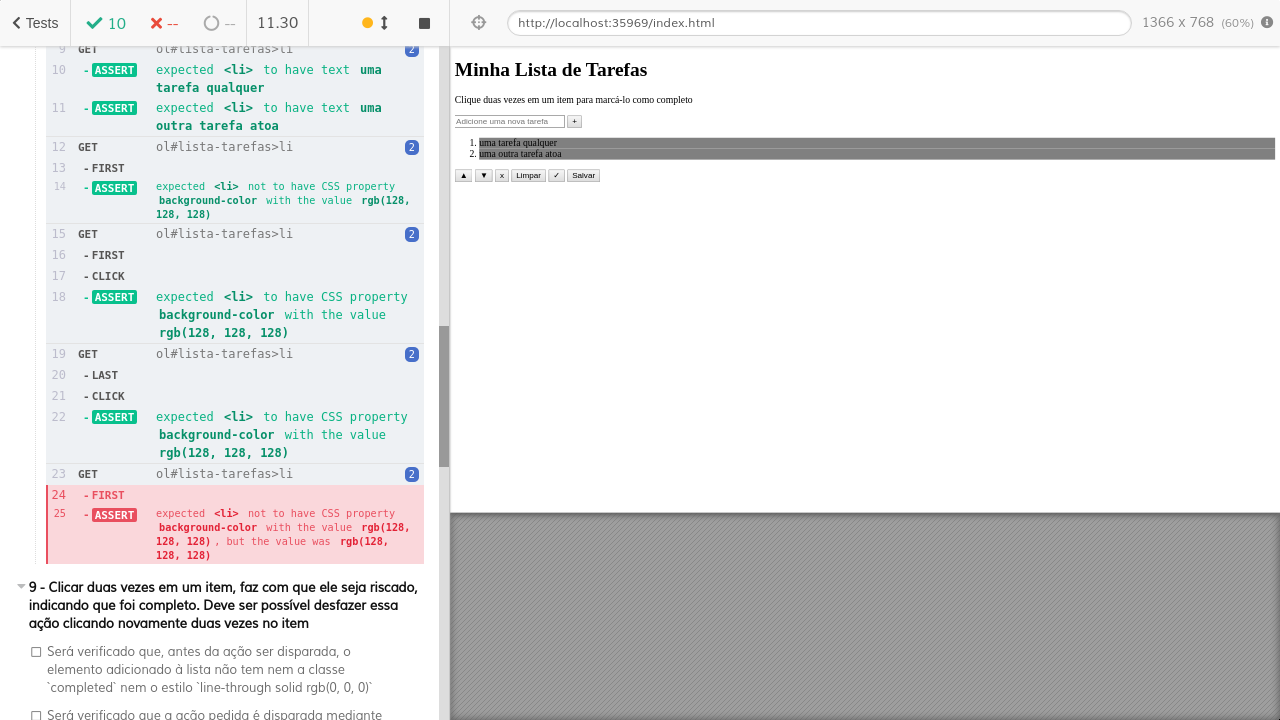 Tests
10
--
--
11.30
http://localhost:35969/index.html
1366 x 768 (60%)
9 GET ol#lista-tarefas>li 2
10 -ASSERT expected <li> to have text uma
tarefa qualquer
11 -ASSERT expected <li> to have text uma
outra tarefa atoa
12 GET ol#lista-tarefas>li 2
13 -FIRST
14 -ASSERT expected <li> not to have CSS property
background-color with the value rgb(128,
128, 128)
15 GET ol#lista-tarefas>li 2
16 -FIRST
17 -CLICK
18 -ASSERT expected <li> to have CSS property
background-color with the value
rgb(128, 128, 128)
19 GET ol#lista-tarefas>li 2
20 -LAST
21 -CLICK
22 -ASSERT expected <li> to have CSS property
background-color with the value
rgb(128, 128, 128)
23 GET ol#lista-tarefas>li 2
24 -FIRST
25 -ASSERT expected <li> not to have CSS property
background-color with the value rgb(128,
128, 128), but the value was rgb(128,
128, 128)
9 - Clicar duas vezes em um item, faz com que ele seja riscado,
indicando que foi completo. Deve ser possível desfazer essa
ação clicando novamente duas vezes no item
Será verificado que, antes da ação ser disparada, o
elemento adicionado à lista não tem nem a classe
`completed` nem o estilo `line-through solid rgb(0, 0, 0)`
Será verificado que a ação pedida é disparada mediante
Minha Lista de Tarefas
Clique duas vezes em um item para marcá-lo como completo
Adicione uma nova tarefa +
1. uma tarefa qualquer
2. uma outra tarefa atoa
▲ ▼ x Limpar ✓ Salvar